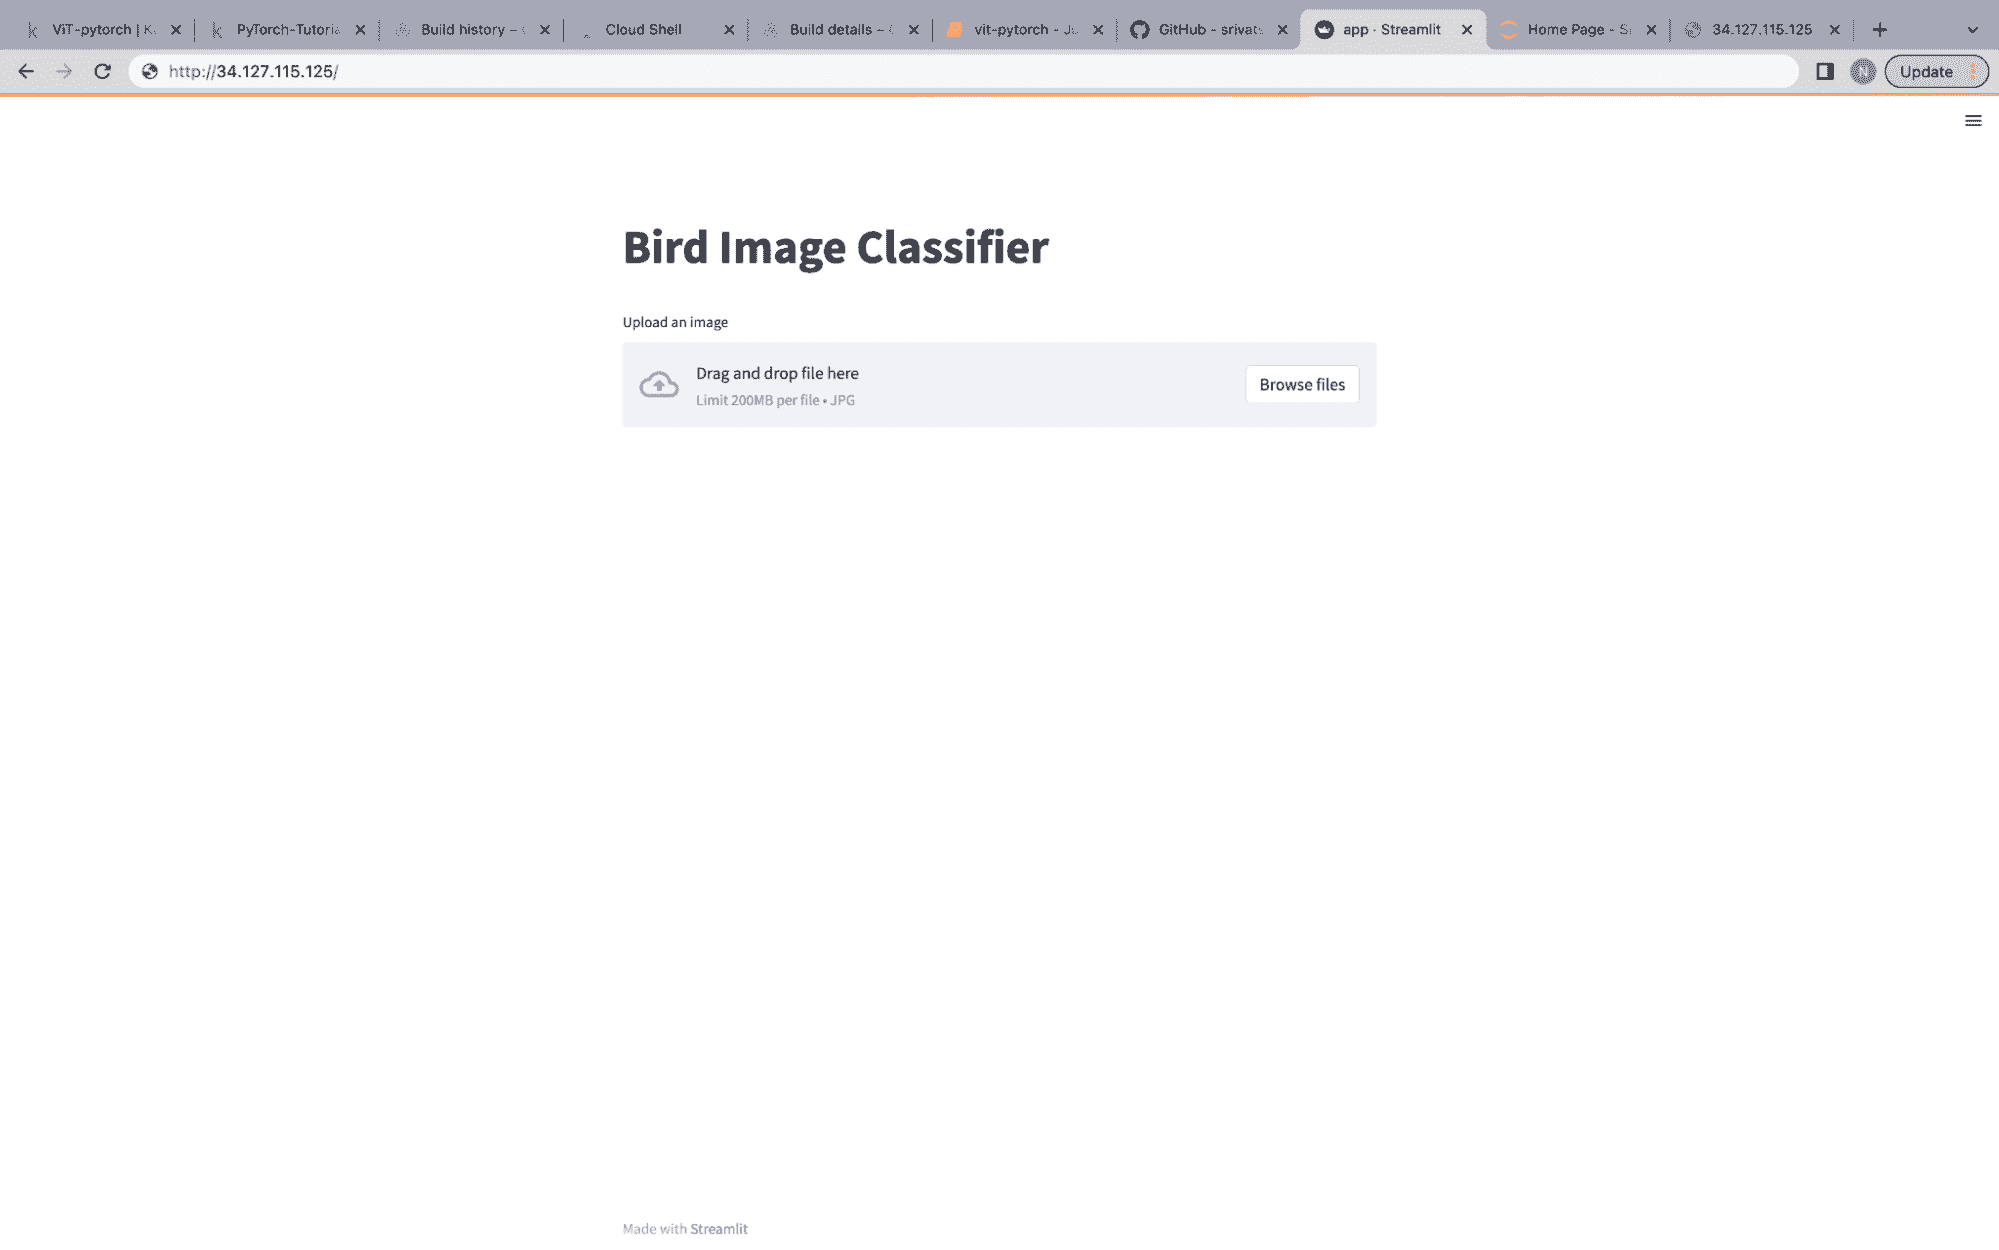 ViT-pytorch | K
PyTorch-Tutoria
Build history –
Cloud Shell
Build details –
vit-pytorch - Ju
GitHub - srivats
app · Streamlit
Home Page - S
34.127.115.125
http://34.127.115.125/
N
Update
Bird Image Classifier
Upload an image
Drag and drop file here
Limit 200MB per file • JPG
Browse files
Made with Streamlit